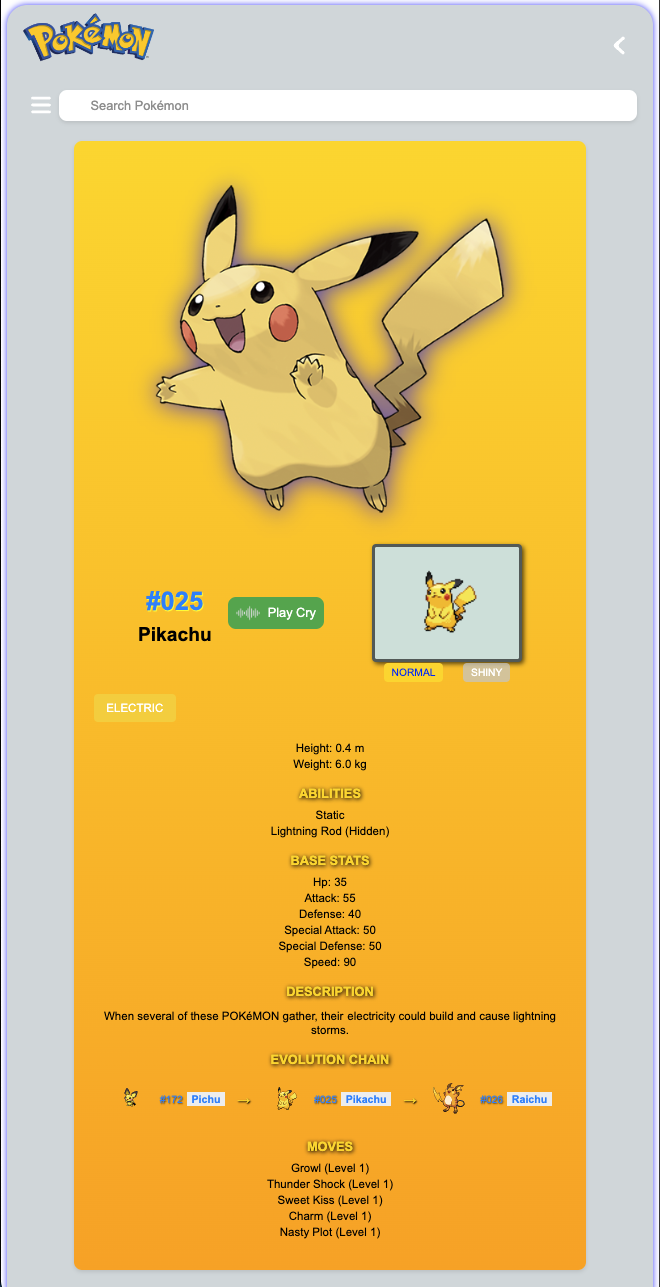 POKéMON
Search Pokémon
#025
Pikachu
Play Cry
NORMAL
SHINY
ELECTRIC
Height: 0.4 m
Weight: 6.0 kg
ABILITIES
Static
Lightning Rod (Hidden)
BASE STATS
Hp: 35
Attack: 55
Defense: 40
Special Attack: 50
Special Defense: 50
Speed: 90
DESCRIPTION
When several of these POKéMON gather, their electricity could build and cause lightning
storms.
EVOLUTION CHAIN
#172 Pichu → #025 Pikachu → #026 Raichu
MOVES
Growl (Level 1)
Thunder Shock (Level 1)
Sweet Kiss (Level 1)
Charm (Level 1)
Nasty Plot (Level 1)